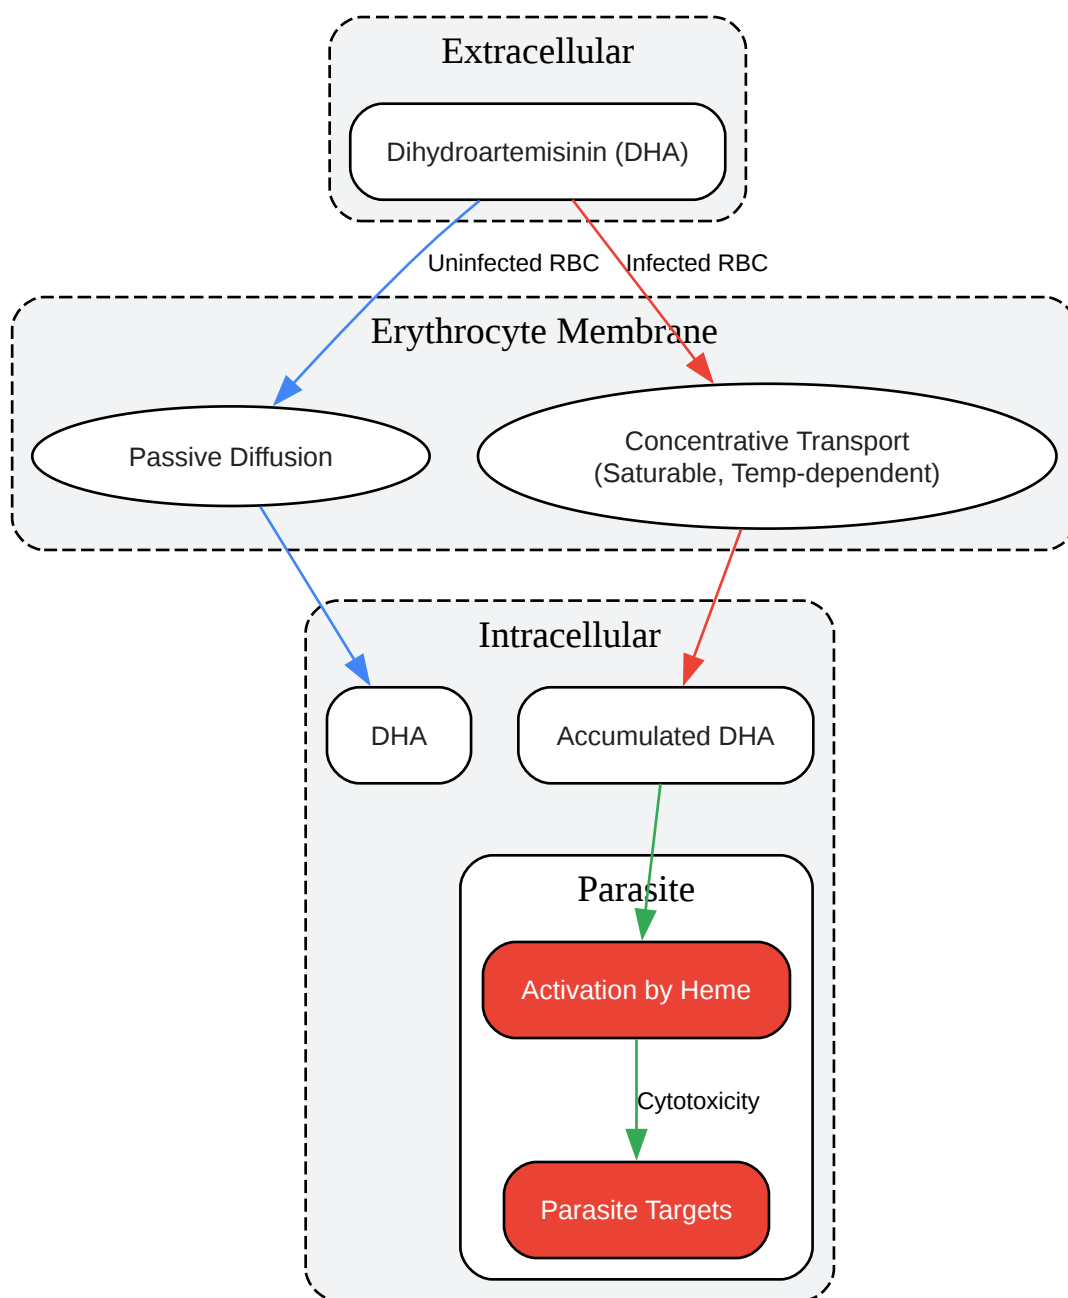 Extracellular
Dihydroartemisinin (DHA)
Uninfected RBC
Infected RBC
Erythrocyte Membrane
Passive Diffusion
Concentrative Transport
(Saturable, Temp-dependent)
Intracellular
DHA
Accumulated DHA
Parasite
Activation by Heme
Cytotoxicity
Parasite Targets